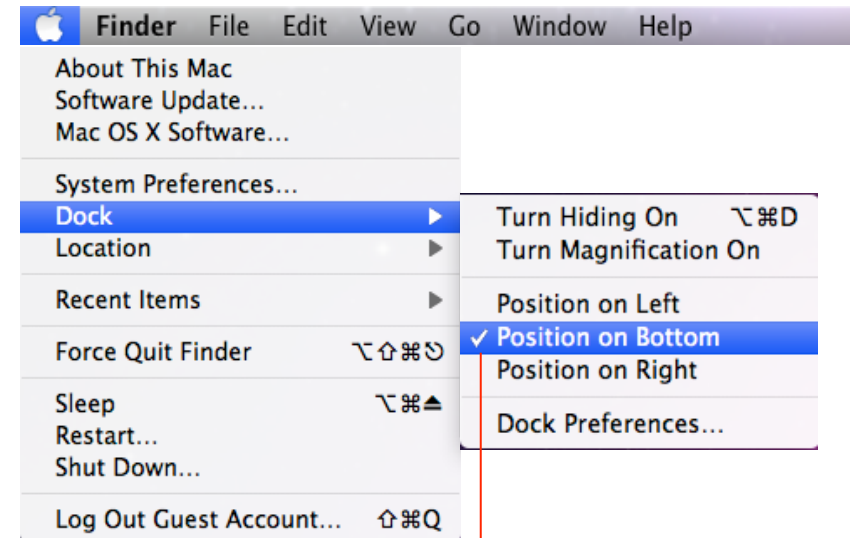 Finder File Edit View Go Window Help
About This Mac
Software Update...
Mac OS X Software...
System Preferences...
Dock ▶
Location ▶
Recent Items ▶
Force Quit Finder ⌥⇧⌘⎋
Sleep ⌥⌘⏏
Restart...
Shut Down...
Log Out Guest Account... ⇧⌘Q
Turn Hiding On ⌥⌘D
Turn Magnification On
Position on Left
✓ Position on Bottom
Position on Right
Dock Preferences...